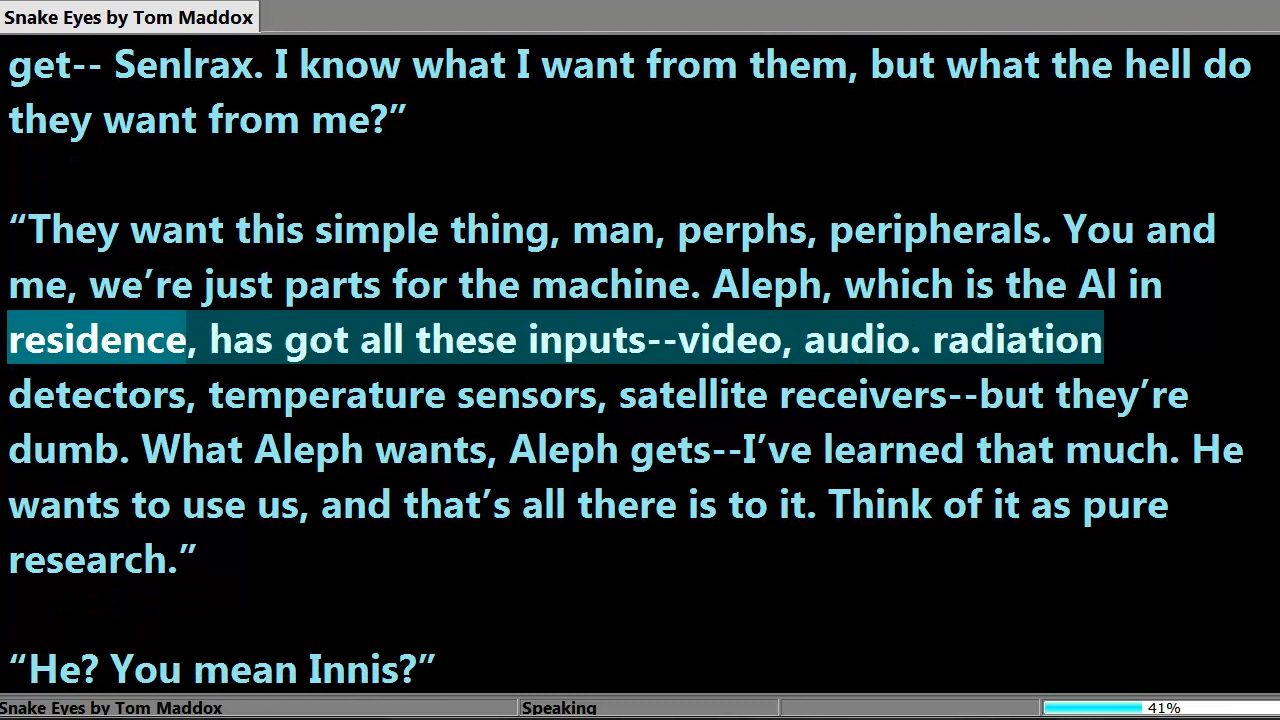 Snake Eyes by Tom Maddox
get-- Senlrax. I know what I want from them, but what the hell do
they want from me?”
“They want this simple thing, man, perphs, peripherals. You and
me, we’re just parts for the machine. Aleph, which is the Al in
residence, has got all these inputs--video, audio. radiation
detectors, temperature sensors, satellite receivers--but they’re
dumb. What Aleph wants, Aleph gets--I’ve learned that much. He
wants to use us, and that’s all there is to it. Think of it as pure
research.”
“He? You mean Innis?”
Snake Eyes by Tom Maddox
Speaking
41%